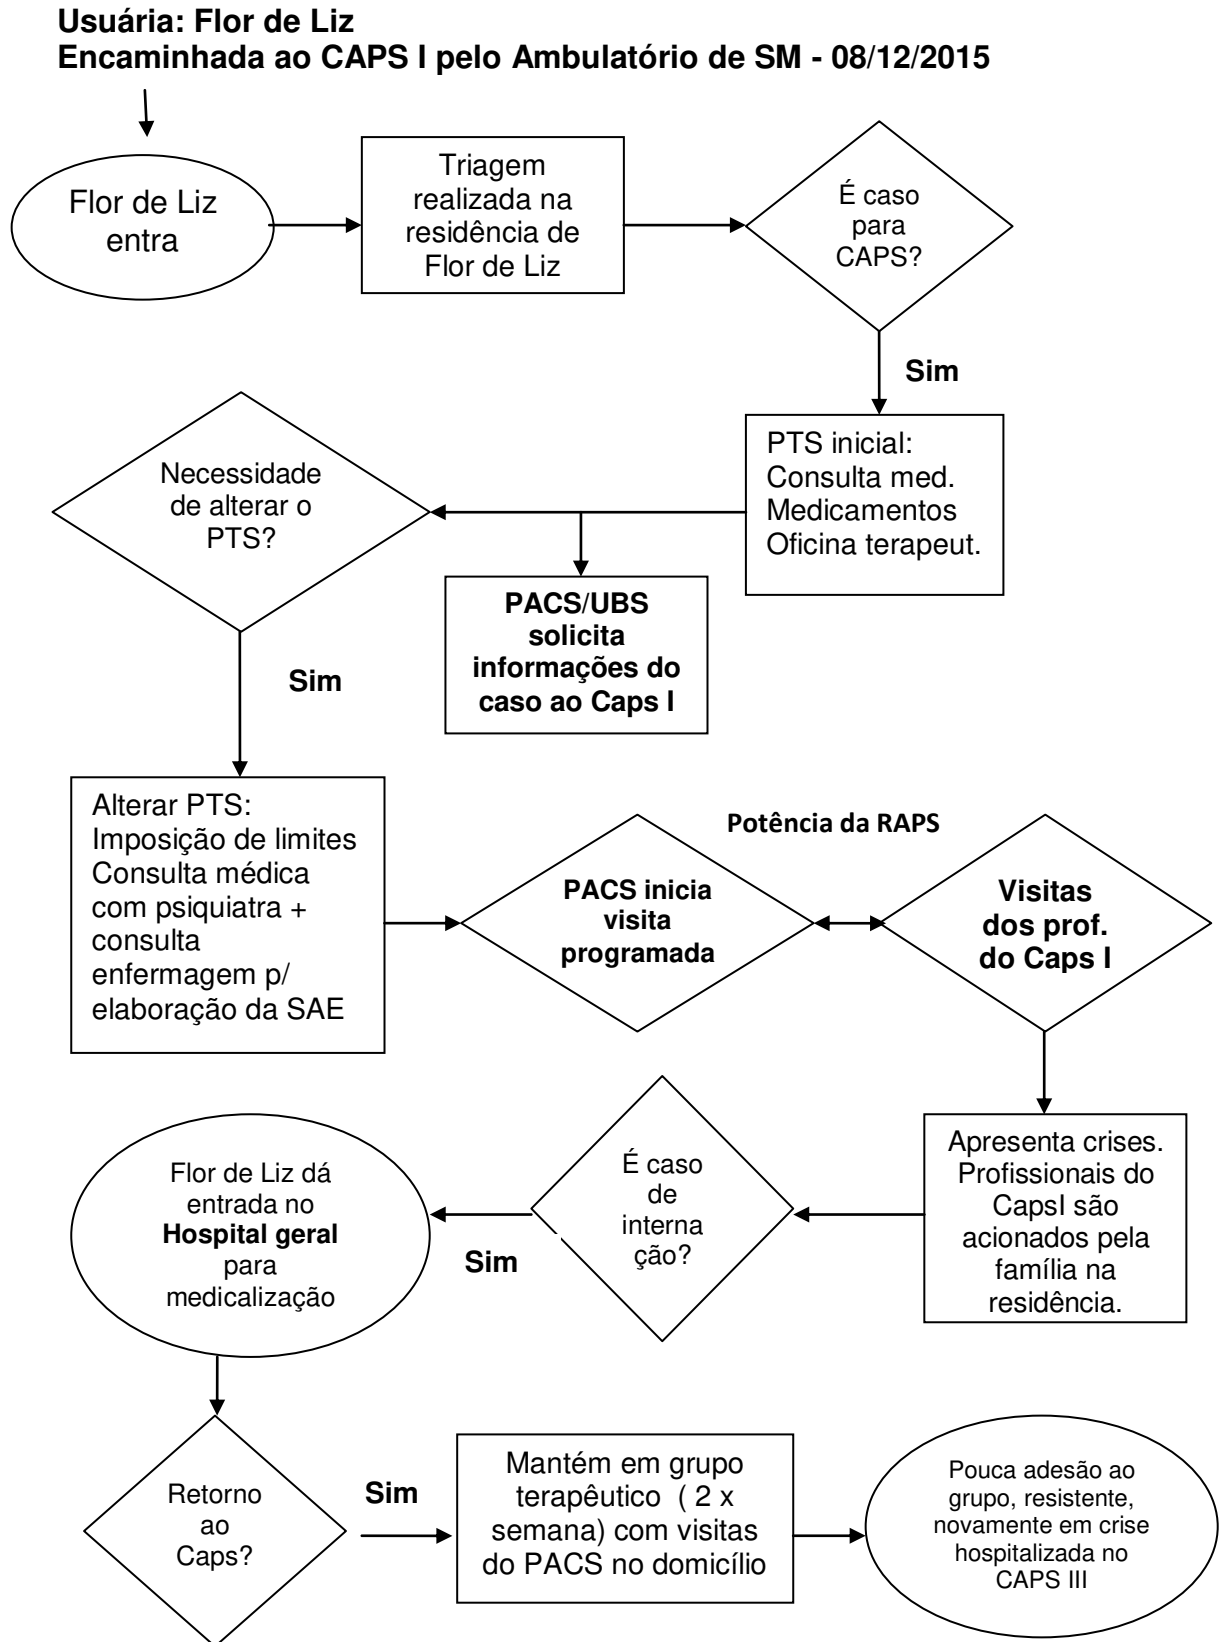 Usuária: Flor de Liz
Encaminhada ao CAPS I pelo Ambulatório de SM - 08/12/2015
Flor de Liz
entra
Triagem
realizada na
residência de
Flor de Liz
É caso
para
CAPS?
Sim
PTS inicial:
Consulta med.
Medicamentos
Oficina terapeut.
Necessidade
de alterar o
PTS?
PACS/UBS
solicita
informações do
caso ao Caps I
Sim
Alterar PTS:
Imposição de limites
Consulta médica
com psiquiatra +
consulta
enfermagem p/
elaboração da SAE
PACS inicia
visita
programada
Potência da RAPS
Visitas
dos prof.
do Caps I
Apresenta crises.
Profissionais do
CapsI são
acionados pela
família na
residência.
É caso
de
interna
ção?
Sim
Flor de Liz dá
entrada no
Hospital geral
para
medicalização
Retorno
ao
Caps?
Sim
Mantém em grupo
terapêutico ( 2 x
semana) com visitas
do PACS no domicílio
Pouca adesão ao
grupo, resistente,
novamente em crise
hospitalizada no
CAPS III